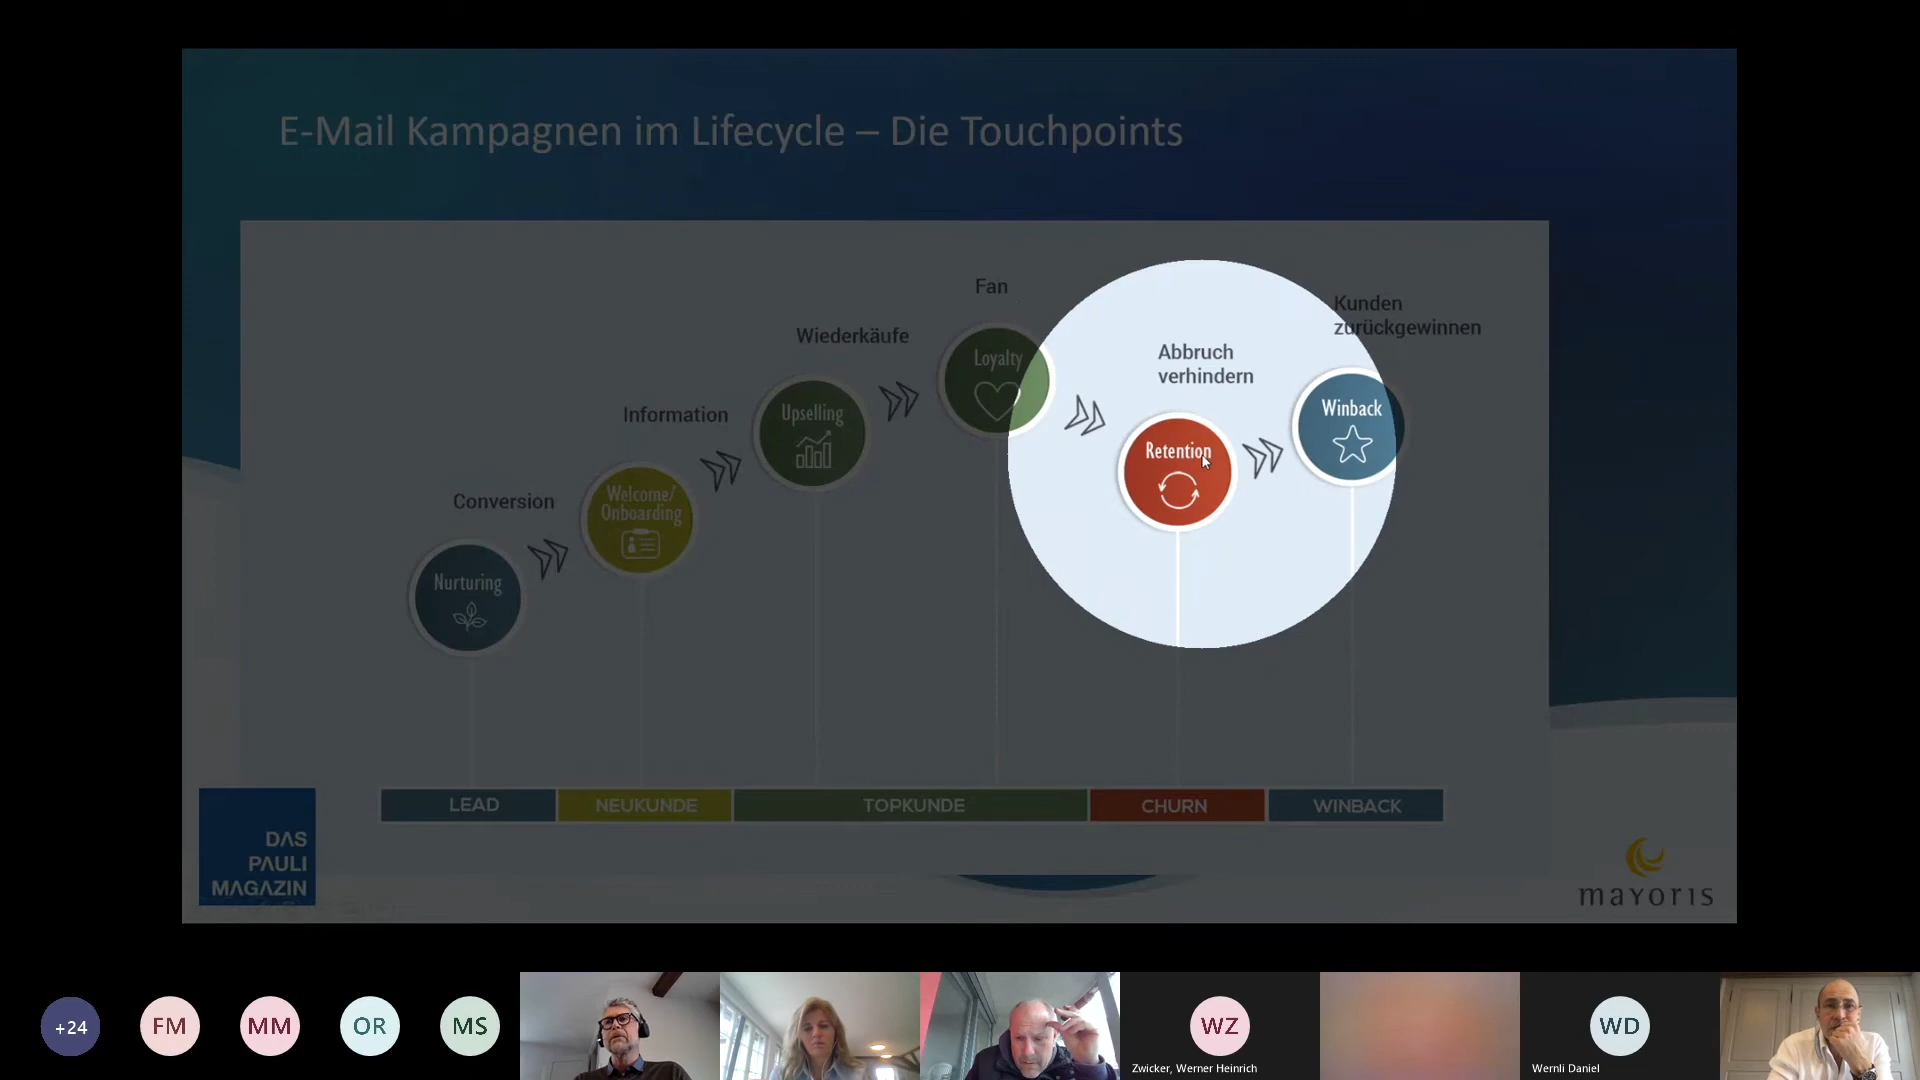 E-Mail Kampagnen im Lifecycle – Die Touchpoints
Fan
Kunden
zurückgewinnen
Wiederkäufe
Abbruch
verhindern
Loyalty
Information
Upselling
Winback
Retention
Conversion
Welcome/
Onboarding
Nurturing
LEAD
NEUKUNDE
TOPKUNDE
CHURN
WINBACK
DAS
PAULI
MAGAZIN
mayoris
+24
FM
MM
OR
MS
WZ
WD
Zwicker, Werner Heinrich
Wernli Daniel